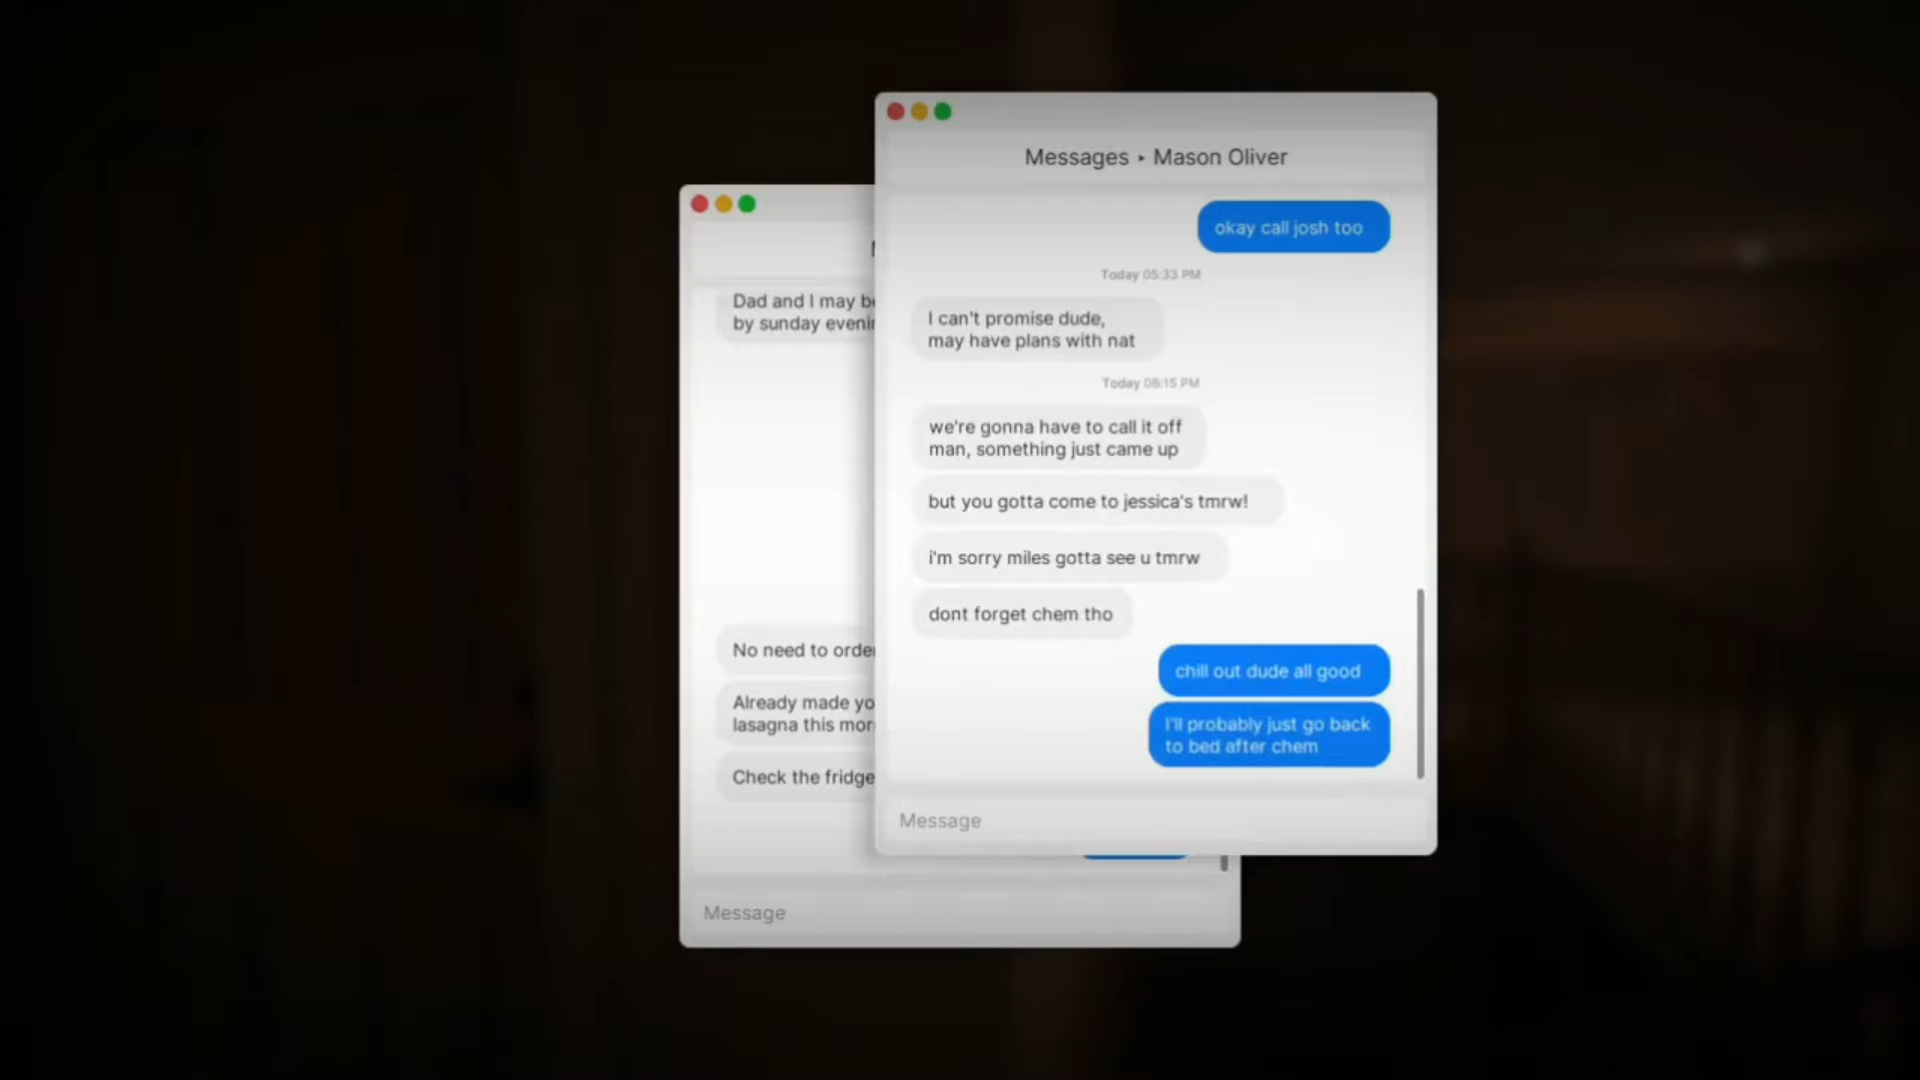 Messages ‣ Mason Oliver
okay call josh too
Today 05:33 PM
I can't promise dude,
may have plans with nat
Today 08:15 PM
we're gonna have to call it off
man, something just came up
but you gotta come to jessica's tmrw!
i'm sorry miles gotta see u tmrw
dont forget chem tho
chill out dude all good
I'll probably just go back
to bed after chem
Message
Dad and I may
by sunday
No need to
Already made
lasagna this
Check the fridge
Message